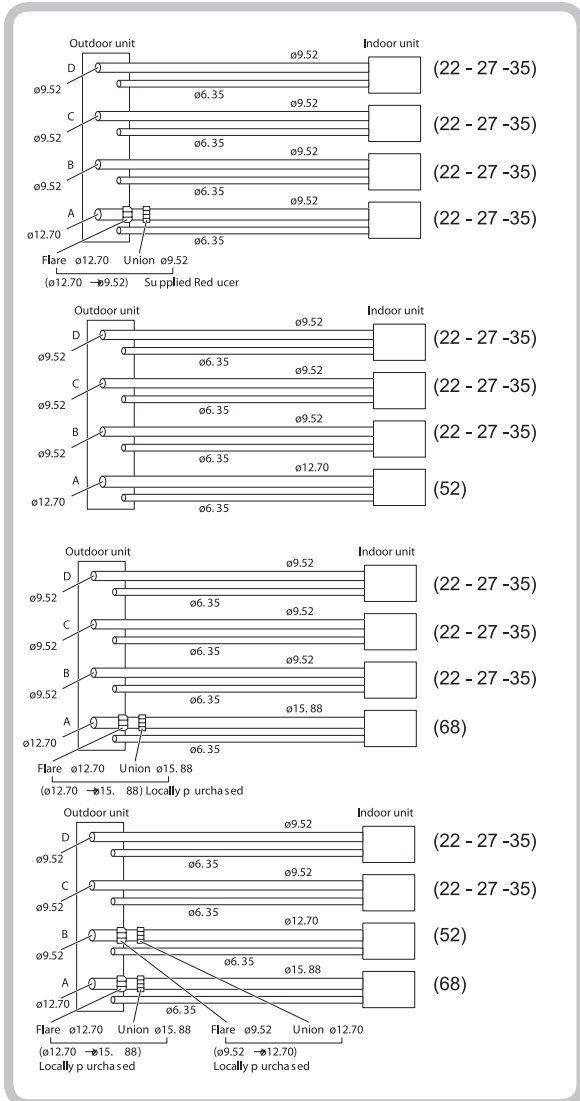 Outdoor unit Indoor unit
D ø9.52 (22 - 27 -35)
ø9.52 ø6. 35
C ø9.52 (22 - 27 -35)
ø9.52 ø6. 35
B ø9.52 (22 - 27 -35)
ø9.52 ø6. 35
A ø9.52 (22 - 27 -35)
ø12.70 ø6. 35
Flare ø12.70 Union ø9.52
(ø12.70 →ø9.52) Su pplied Red ucer
Outdoor unit Indoor unit
D ø9.52 (22 - 27 -35)
ø9.52 ø6. 35
C ø9.52 (22 - 27 -35)
ø9.52 ø6. 35
B ø9.52 (22 - 27 -35)
ø9.52 ø6. 35
A ø12.70 (52)
ø12.70 ø6. 35
Outdoor unit Indoor unit
D ø9.52 (22 - 27 -35)
ø9.52 ø6. 35
C ø9.52 (22 - 27 -35)
ø9.52 ø6. 35
B ø9.52 (22 - 27 -35)
ø9.52 ø6. 35
A ø15. 88 (68)
ø12.70 ø6. 35
Flare ø12.70 Union ø15. 88
(ø12.70 →ø15. 88) Locally p urcha sed
Outdoor unit Indoor unit
D ø9.52 (22 - 27 -35)
ø9.52 ø6. 35
C ø9.52 (22 - 27 -35)
ø9.52 ø6. 35
B ø12.70 (52)
ø9.52 ø6. 35
A ø15. 88 (68)
ø12.70 ø6. 35
Flare ø12.70 Union ø15. 88 Flare ø9.52 Union ø12.70
(ø12.70 →ø15. 88) (ø9.52 →ø12.70)
Locally p urcha sed Locally p urcha sed